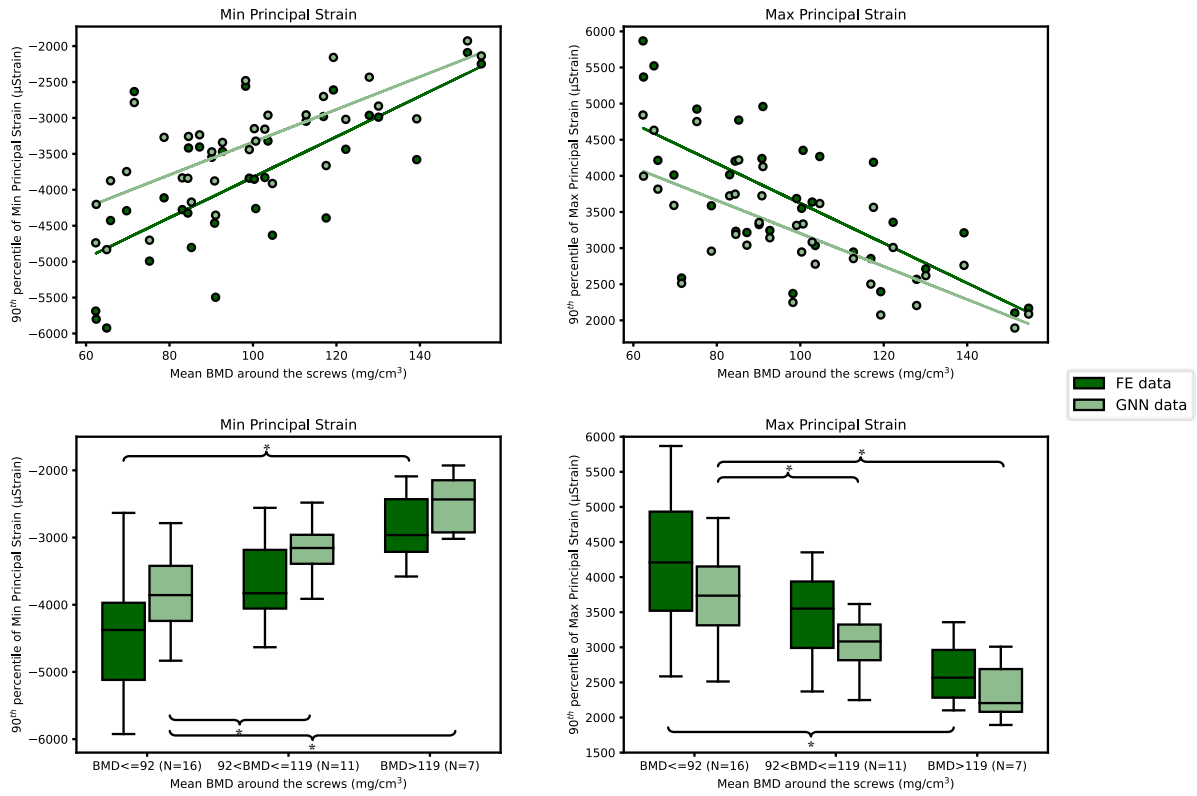 Min Principal Strain
90th percentile of Min Principal Strain (μStrain)
−2000
−2500
−3000
−3500
−4000
−4500
−5000
−5500
−6000
60
80
100
120
140
Mean BMD around the screws (mg/cm3)
Max Principal Strain
90th percentile of Max Principal Strain (μStrain)
6000
5500
5000
4500
4000
3500
3000
2500
2000
60
80
100
120
140
Mean BMD around the screws (mg/cm3)
FE data
GNN data
Min Principal Strain
90th percentile of Min Principal Strain (μStrain)
−2000
−3000
−4000
−5000
−6000
*
*
*
BMD<=92 (N=16)
92<BMD<=119 (N=11)
BMD>119 (N=7)
Mean BMD around the screws (mg/cm3)
Max Principal Strain
90th percentile of Max Principal Strain (μStrain)
6000
5500
5000
4500
4000
3500
3000
2500
2000
1500
*
*
*
BMD<=92 (N=16)
92<BMD<=119 (N=11)
BMD>119 (N=7)
Mean BMD around the screws (mg/cm3)